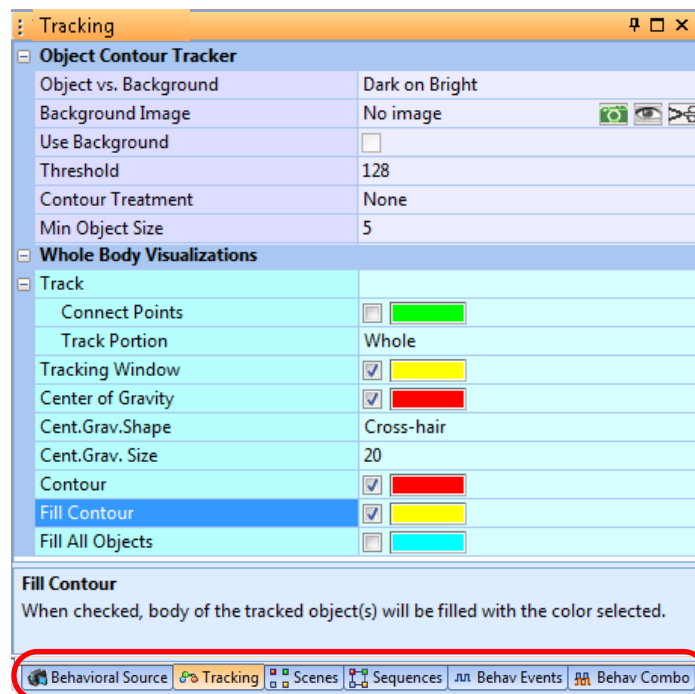 Tracking
Object Contour Tracker
Object vs. Background Dark on Bright
Background Image No image
Use Background
Threshold 128
Contour Treatment None
Min Object Size 5
Whole Body Visualizations
Track
Connect Points
Track Portion Whole
Tracking Window
Center of Gravity
Cent.Grav.Shape Cross-hair
Cent.Grav. Size 20
Contour
Fill Contour
Fill All Objects
Fill Contour
When checked, body of the tracked object(s) will be filled with the color selected.
Behavioral Source Tracking Scenes Sequences Behav Events Behav Combo